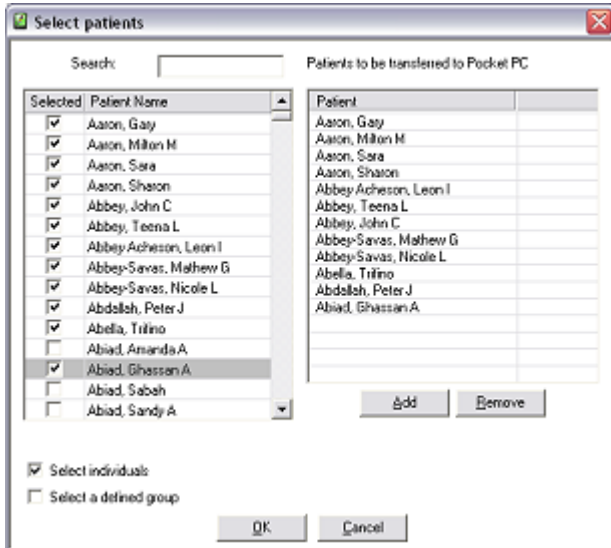 Select patients
Search:
Patients to be transferred to Pocket PC
Selected Patient Name
Aaron, Gary
Aaron, Milton M
Aaron, Sara
Aaron, Sharon
Abbey, John C
Abbey, Teena L
Abbey Acheson, Leon I
Abbey-Savas, Mathew G
Abbey-Savas, Nicole L
Abdallah, Peter J
Abella, Trifino
Abiad, Amanda A
Abiad, Ghassan A
Abiad, Sabah
Abiad, Sandy A
Patient
Aaron, Gary
Aaron, Milton M
Aaron, Sara
Aaron, Sharon
Abbey Acheson, Leon I
Abbey, Teena L
Abbey, John C
Abbey-Savas, Mathew G
Abbey-Savas, Nicole L
Abella, Trifino
Abdallah, Peter J
Abiad, Ghassan A
Add Remove
Select individuals
Select a defined group
OK Cancel